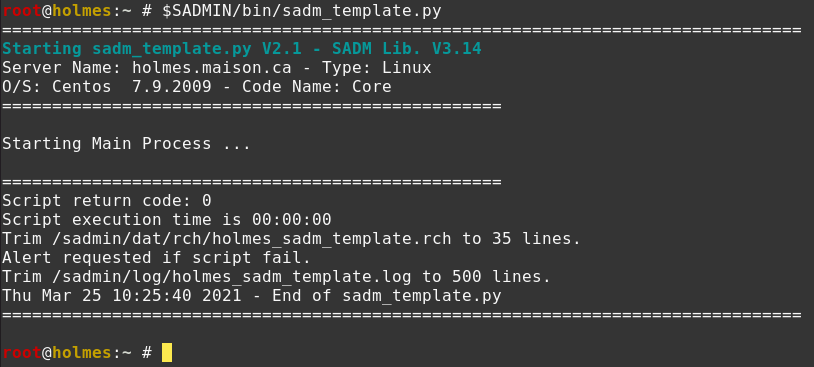 root@holmes:~ # $SADMIN/bin/sadm_template.py
================================================================================
Starting sadm_template.py V2.1 - SADM Lib. V3.14
Server Name: holmes.maison.ca - Type: Linux
O/S: Centos  7.9.2009 - Code Name: Core
==================================================
Starting Main Process ...
==================================================
Script return code: 0
Script execution time is 00:00:00
Trim /sadmin/dat/rch/holmes_sadm_template.rch to 35 lines.
Alert requested if script fail.
Trim /sadmin/log/holmes_sadm_template.log to 500 lines.
Thu Mar 25 10:25:40 2021 - End of sadm_template.py
================================================================================
root@holmes:~ #